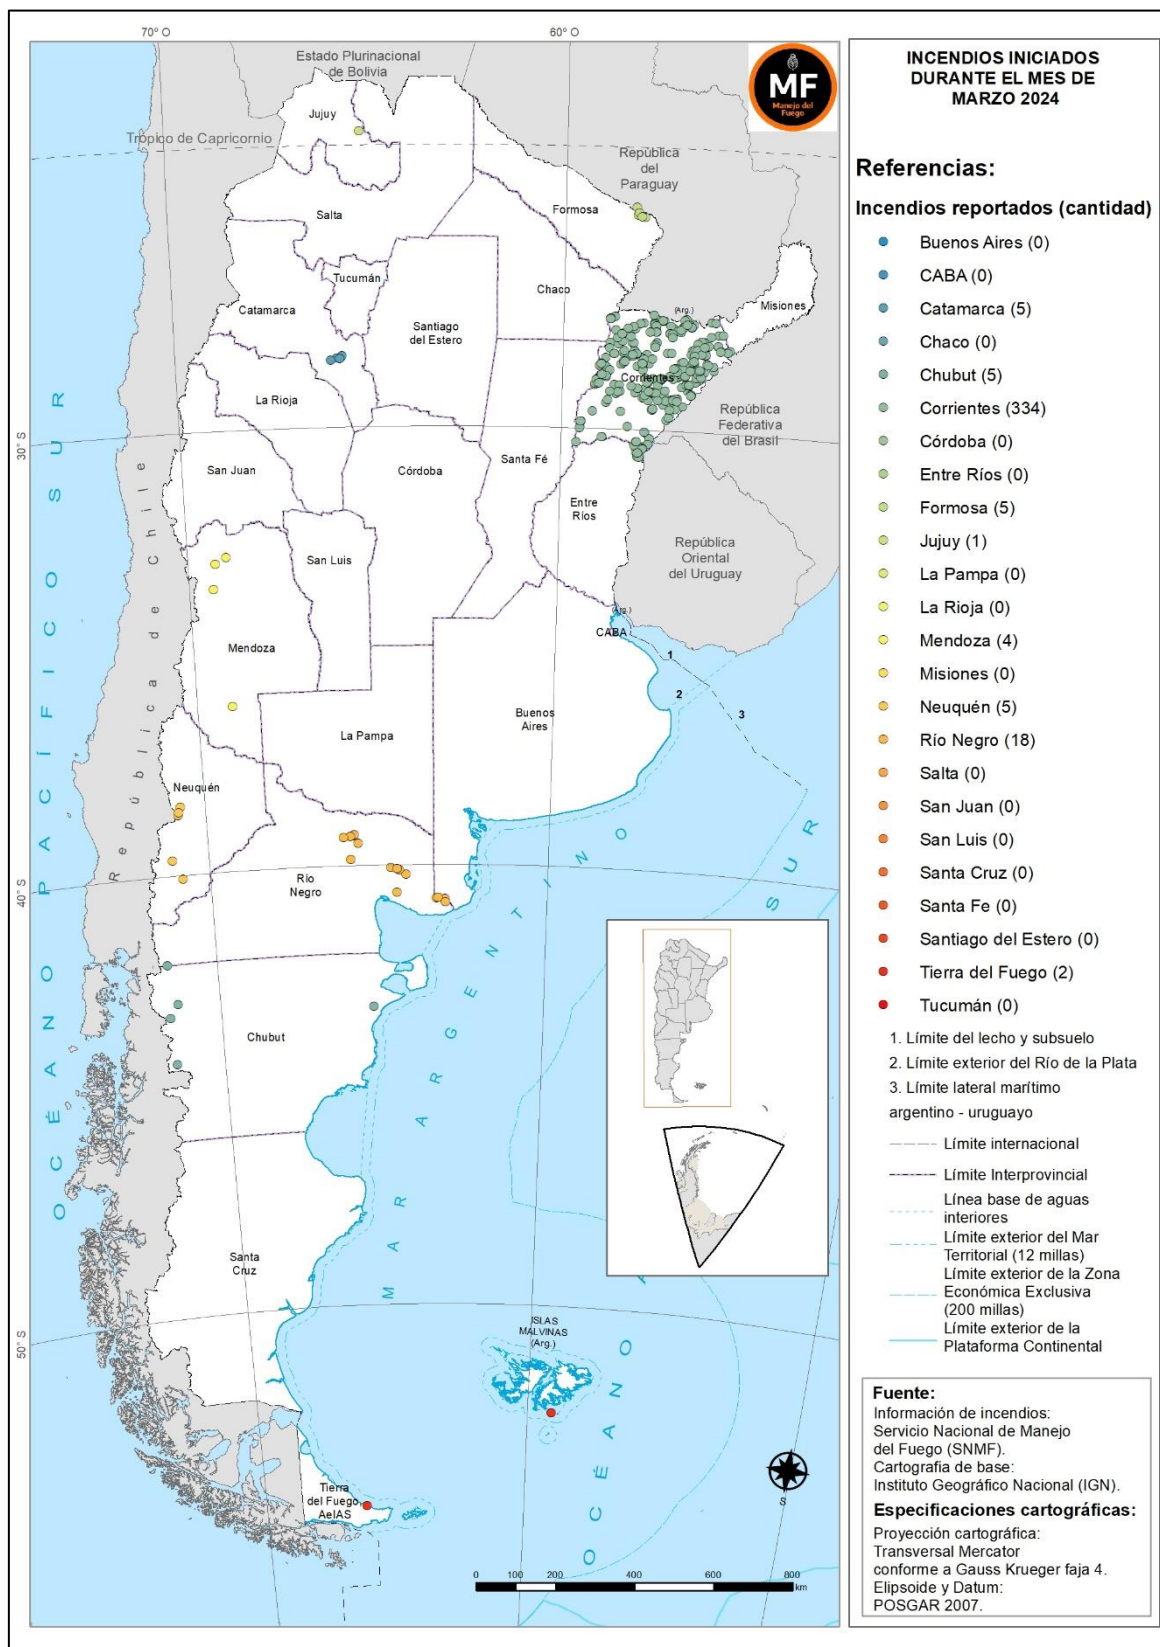 70° O
60° O
Estado Plurinacional
de Bolivia
Jujuy
Trópico de Capricornio
MF
Manejo del
Fuego
República
del
Paraguay
Salta
Formosa
Tucumán
Chaco
Misiones
Catamarca
Santiago
del Estero
(Arg.)
Corrientes
La Rioja
República
Federativa
del Brasil
30° S
San Juan
Córdoba
Santa Fé
Entre
Ríos
San Luis
República
Oriental
del Uruguay
(Arg.)
CABA
1
2
3
Mendoza
Buenos
Aires
La Pampa
Neuquén
Río
Negro
40° S
Chubut
Santa
Cruz
50° S
ISLAS
MALVINAS
(Arg.)
Tierra
del Fuego
AeIAS
OCÉANO PACÍFICO SUR
República de Chile
MAR ARGENTINO
OCÉANO
SUR
S
0 100 200 400 600 800
km
INCENDIOS INICIADOS
DURANTE EL MES DE
MARZO 2024
Referencias:
Incendios reportados (cantidad)
Buenos Aires (0)
CABA (0)
Catamarca (5)
Chaco (0)
Chubut (5)
Corrientes (334)
Córdoba (0)
Entre Ríos (0)
Formosa (5)
Jujuy (1)
La Pampa (0)
La Rioja (0)
Mendoza (4)
Misiones (0)
Neuquén (5)
Río Negro (18)
Salta (0)
San Juan (0)
San Luis (0)
Santa Cruz (0)
Santa Fe (0)
Santiago del Estero (0)
Tierra del Fuego (2)
Tucumán (0)
1. Límite del lecho y subsuelo
2. Límite exterior del Río de la Plata
3. Límite lateral marítimo
argentino - uruguayo
Límite internacional
Límite Interprovincial
Línea base de aguas
interiores
Límite exterior del Mar
Territorial (12 millas)
Límite exterior de la Zona
Económica Exclusiva
(200 millas)
Límite exterior de la
Plataforma Continental
Fuente:
Información de incendios:
Servicio Nacional de Manejo
del Fuego (SNMF).
Cartografia de base:
Instituto Geográfico Nacional (IGN).
Especificaciones cartográficas:
Proyección cartográfica:
Transversal Mercator
conforme a Gauss Krueger faja 4.
Elipsoide y Datum:
POSGAR 2007.